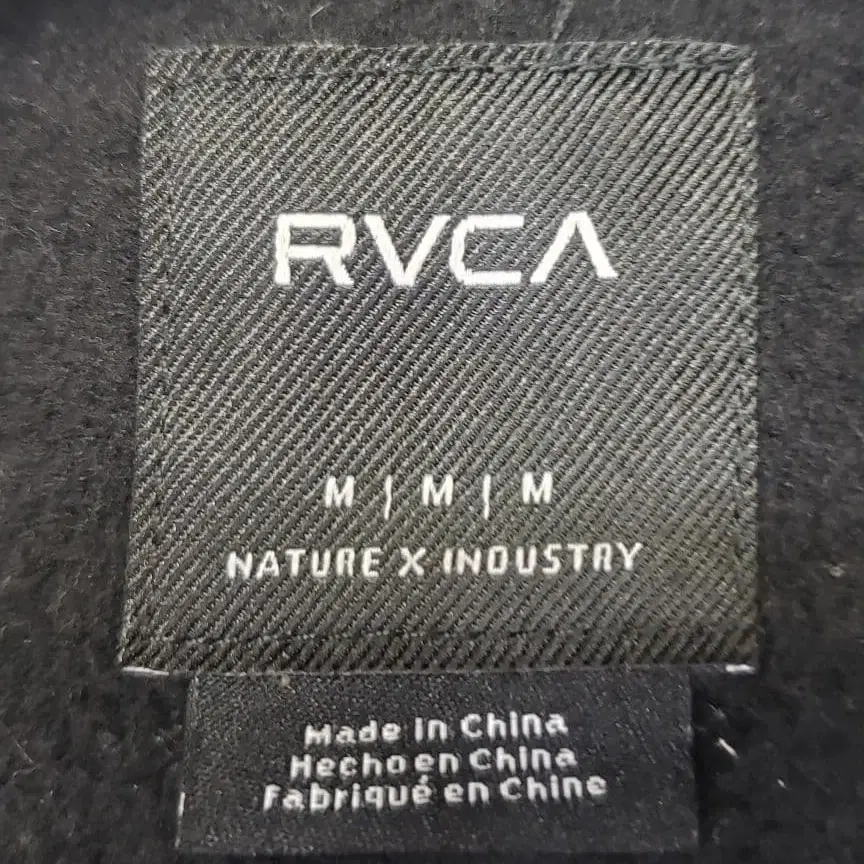 RVCA
M | M | M
NATURE X INDUSTRY
Made in China
Hecho en China
Fabriqué en Chine